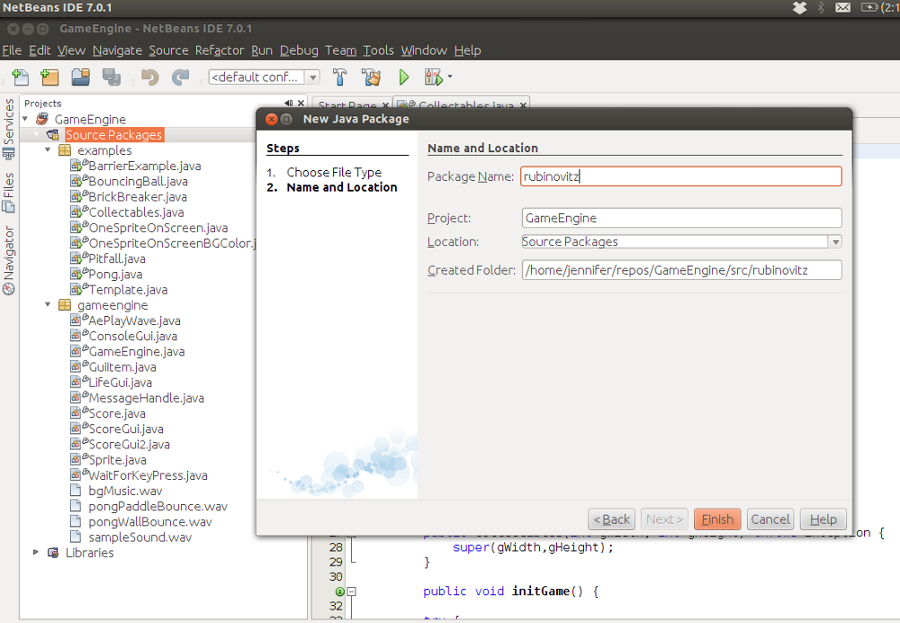 NetBeans IDE 7.0.1
(2:1
GameEngine - NetBeans IDE 7.0.1
File Edit View Navigate Source Refactor Run Debug Team Tools Window Help
<default conf...
Services
Files
Navigator
Projects
GameEngine
Source Packages
examples
BarrierExample.java
BouncingBall.java
BrickBreaker.java
Collectables.java
OneSpriteOnScreen.java
OneSpriteOnScreenBGColor.j
Pitfall.java
Pong.java
Template.java
gameengine
AePlayWave.java
ConsoleGui.java
GameEngine.java
GuiItem.java
LifeGui.java
MessageHandle.java
Score.java
ScoreGui.java
ScoreGui2.java
Sprite.java
WaitForKeyPress.java
bgMusic.wav
pongPaddleBounce.wav
pongWallBounce.wav
sampleSound.wav
Libraries
Start Page Collectables.java
New Java Package
Steps
1. Choose File Type
2. Name and Location
Name and Location
Package Name: rubinovitz
Project: GameEngine
Location: Source Packages
Created Folder: /home/jennifer/repos/GameEngine/src/rubinovitz
< Back Next > Finish Cancel Help
28 super(gWidth,gHeight);
29 }
30
public void initGame() {
32